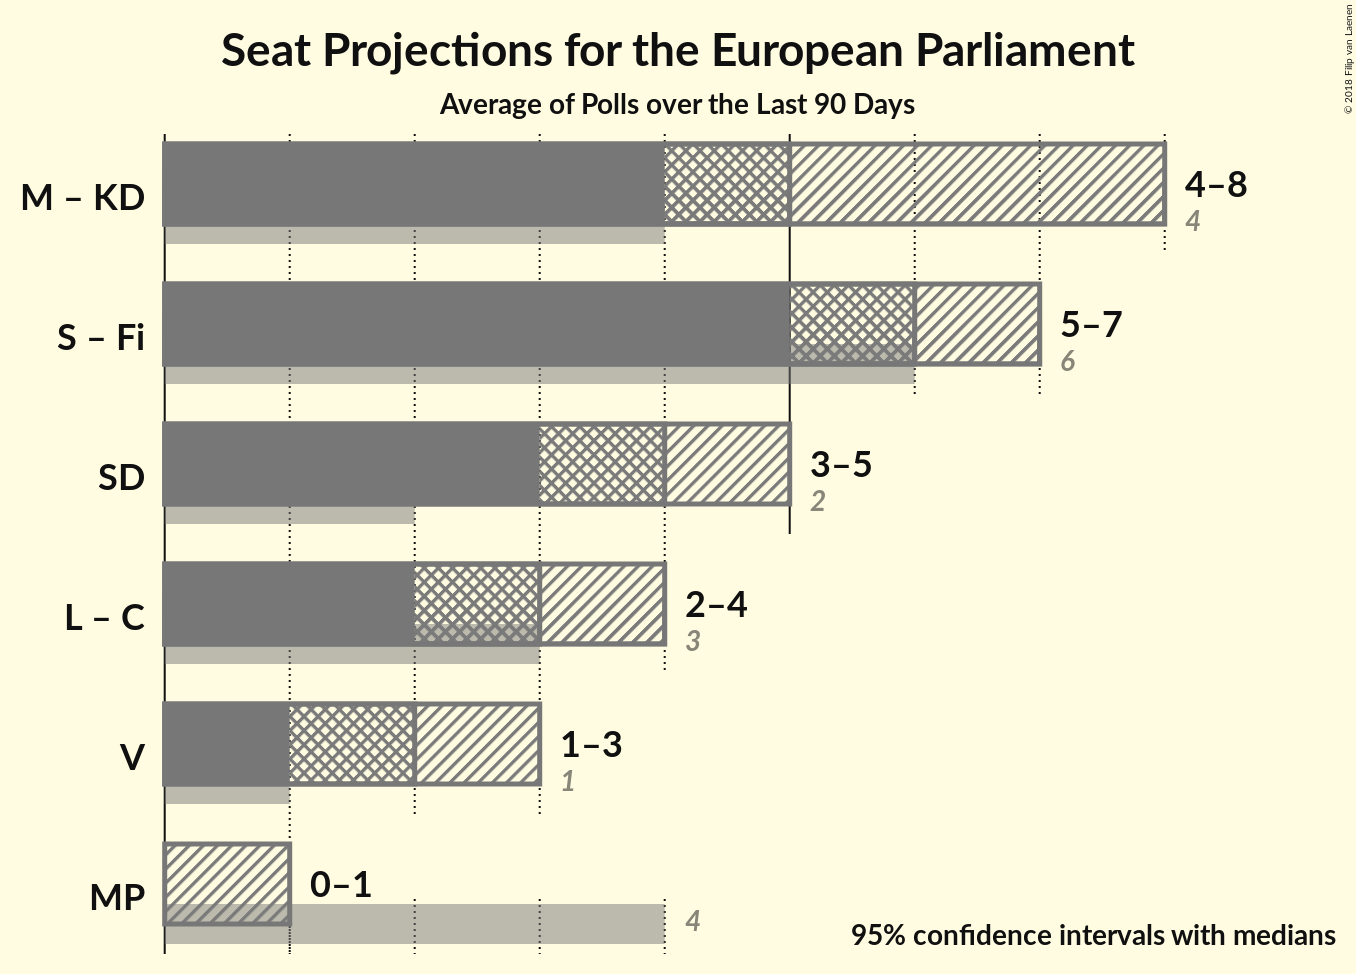 Seat Projections for the European Parliament
Average of Polls over the Last 90 Days
© 2018 Filip van Laenen
M – KD
4–8
4
S – Fi
5–7
6
SD
3–5
2
L – C
2–4
3
V
1–3
1
MP
0–1
4
95% confidence intervals with medians